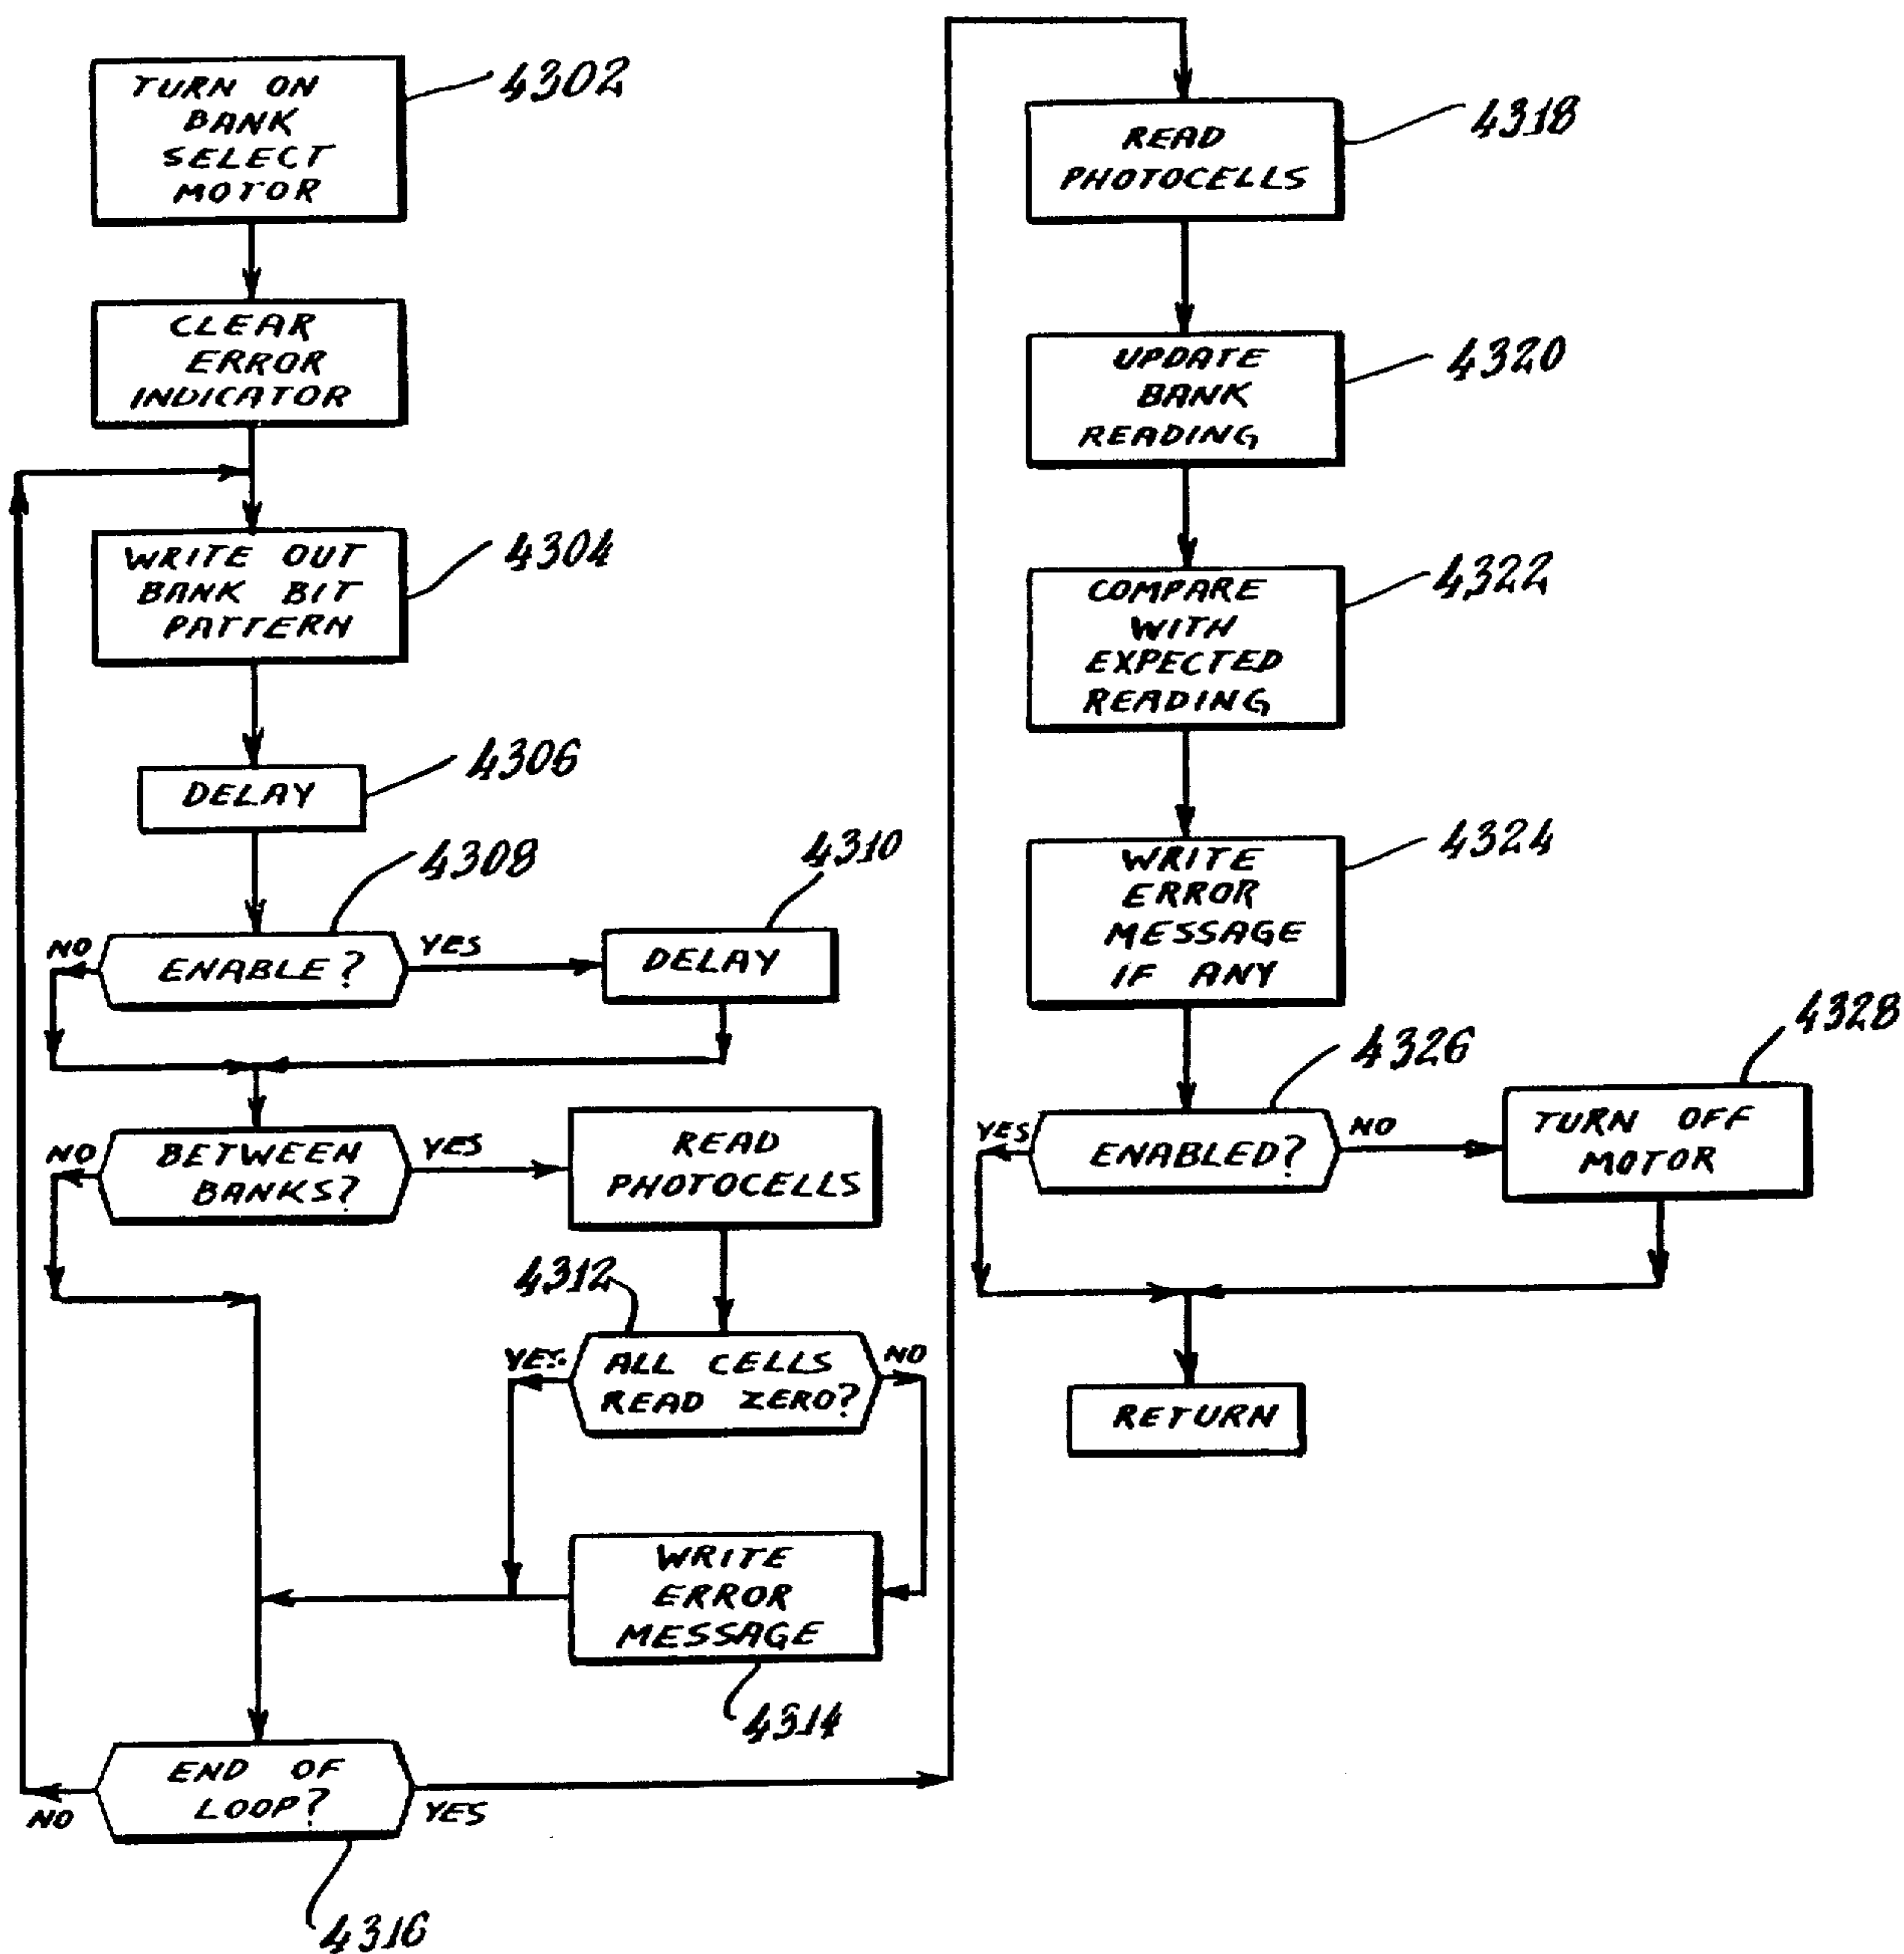 TURN ON
BANK
SELECT
MOTOR
4302
CLEAR
ERROR
INDICATOR
WRITE OUT
BANK BIT
PATTERN
4304
DELAY
4306
4308
NO
ENABLE?
YES
4310
DELAY
NO
BETWEEN
BANKS?
YES
READ
PHOTOCELLS
4312
YES
ALL CELLS
READ ZERO?
NO
WRITE
ERROR
MESSAGE
4314
END OF
LOOP?
NO
YES
4316
READ
PHOTOCELLS
4318
UPDATE
BANK
READING
4320
COMPARE
WITH
EXPECTED
READING
4322
WRITE
ERROR
MESSAGE
IF ANY
4324
4326
YES
ENABLED?
NO
4328
TURN OFF
MOTOR
RETURN